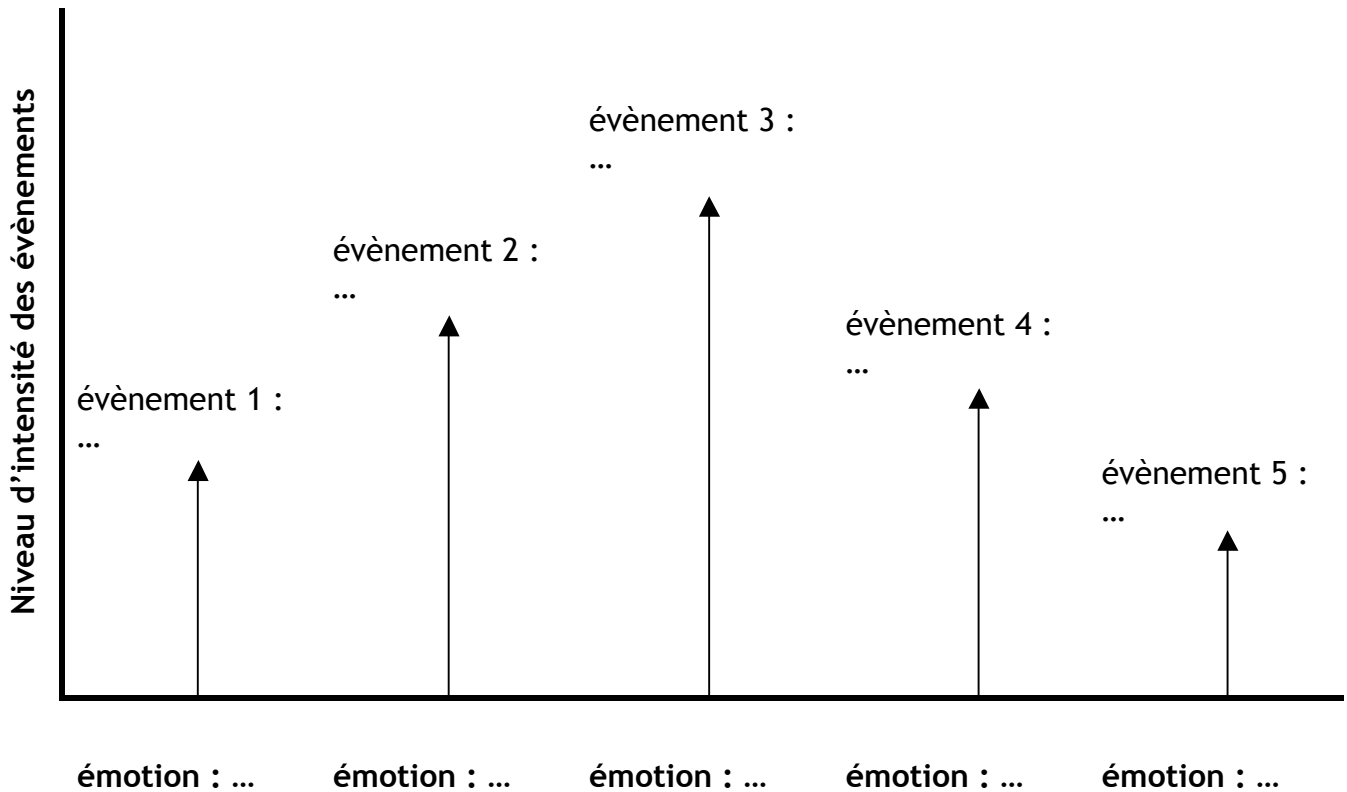 Niveau d’intensité des évènements
évènement 3 :
…
évènement 2 :
…
évènement 4 :
…
évènement 1 :
…
évènement 5 :
…
émotion : … émotion : … émotion : … émotion : … émotion : …